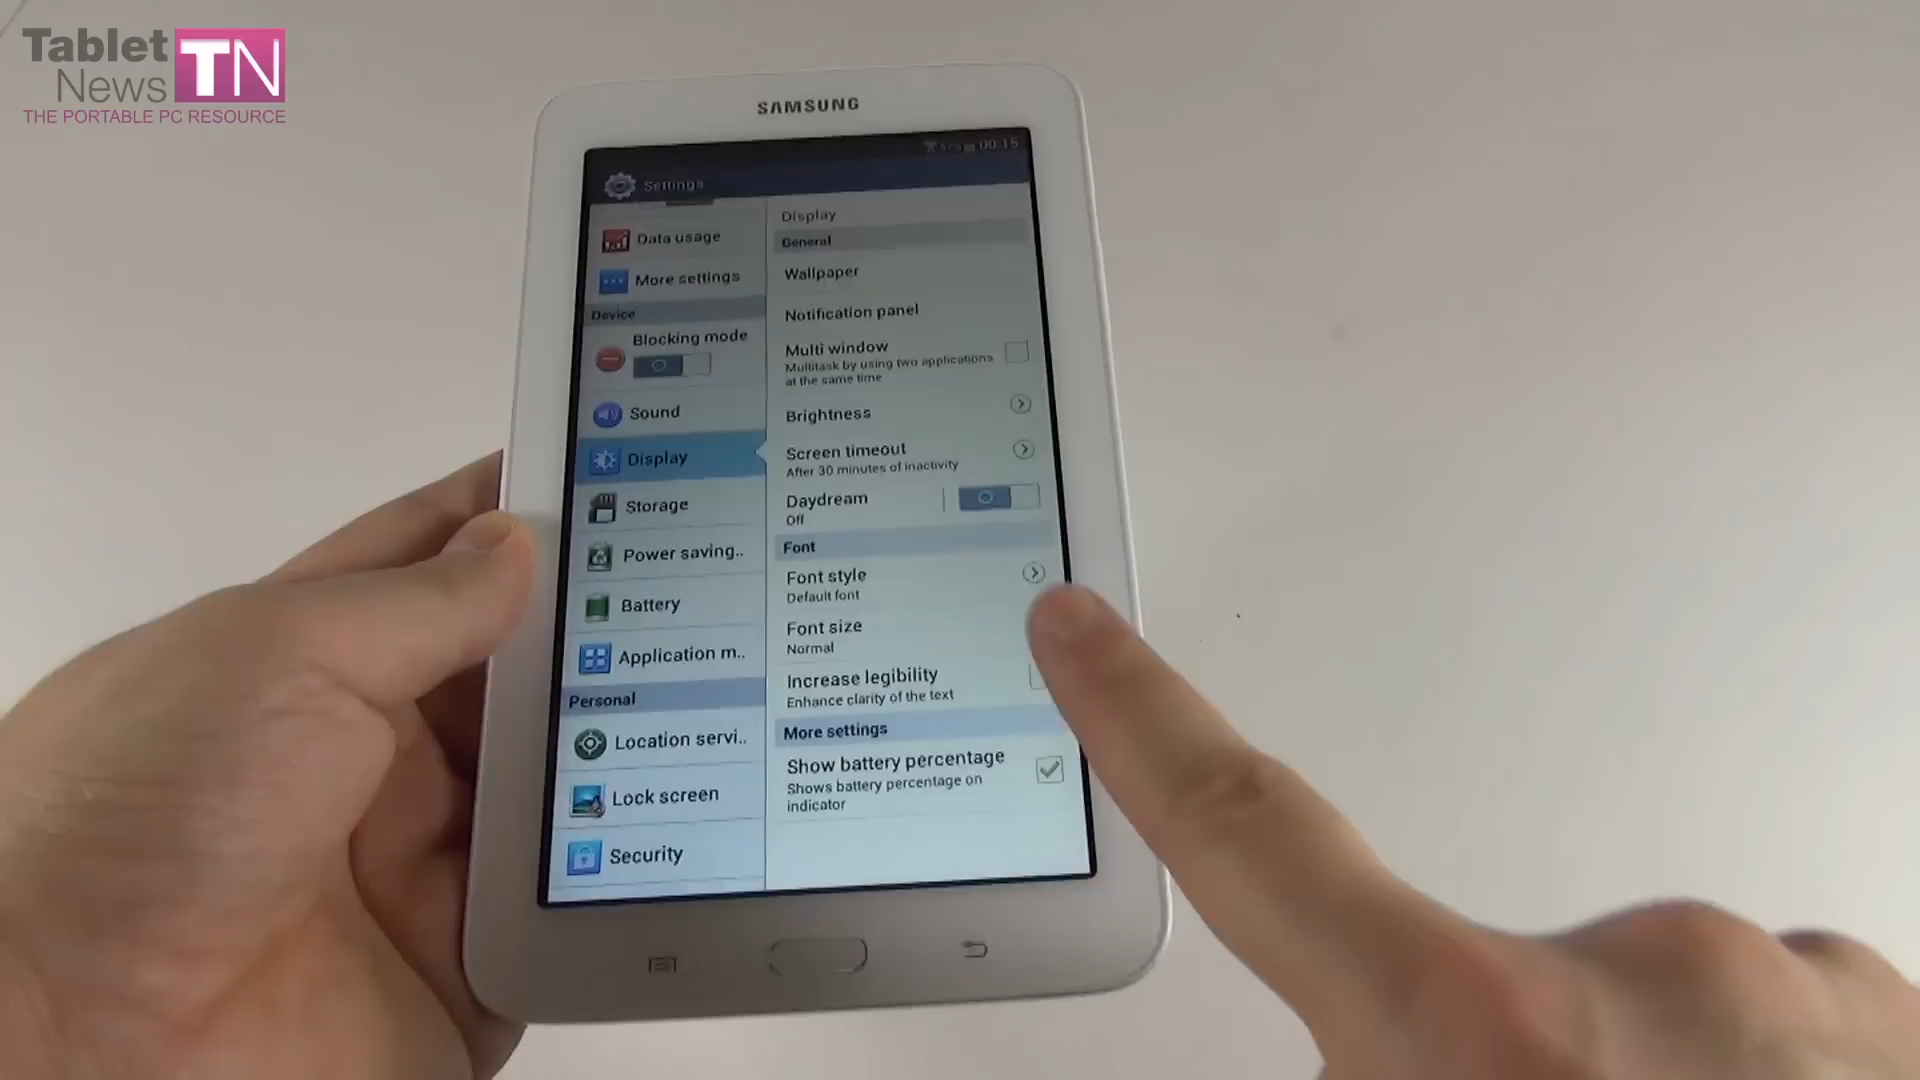 Tablet
News TN
THE PORTABLE PC RESOURCE
SAMSUNG
00:15
Settings
Data usage
More settings
Device
Blocking mode
Sound
Display
Storage
Power saving..
Battery
Application m..
Personal
Location servi..
Lock screen
Security
Display
General
Wallpaper
Notification panel
Multi window
Multitask by using two applications
at the same time
Brightness
Screen timeout
After 30 minutes of inactivity
Daydream
Off
Font
Font style
Default font
Font size
Normal
Increase legibility
Enhance clarity of the text
More settings
Show battery percentage
Shows battery percentage on
indicator